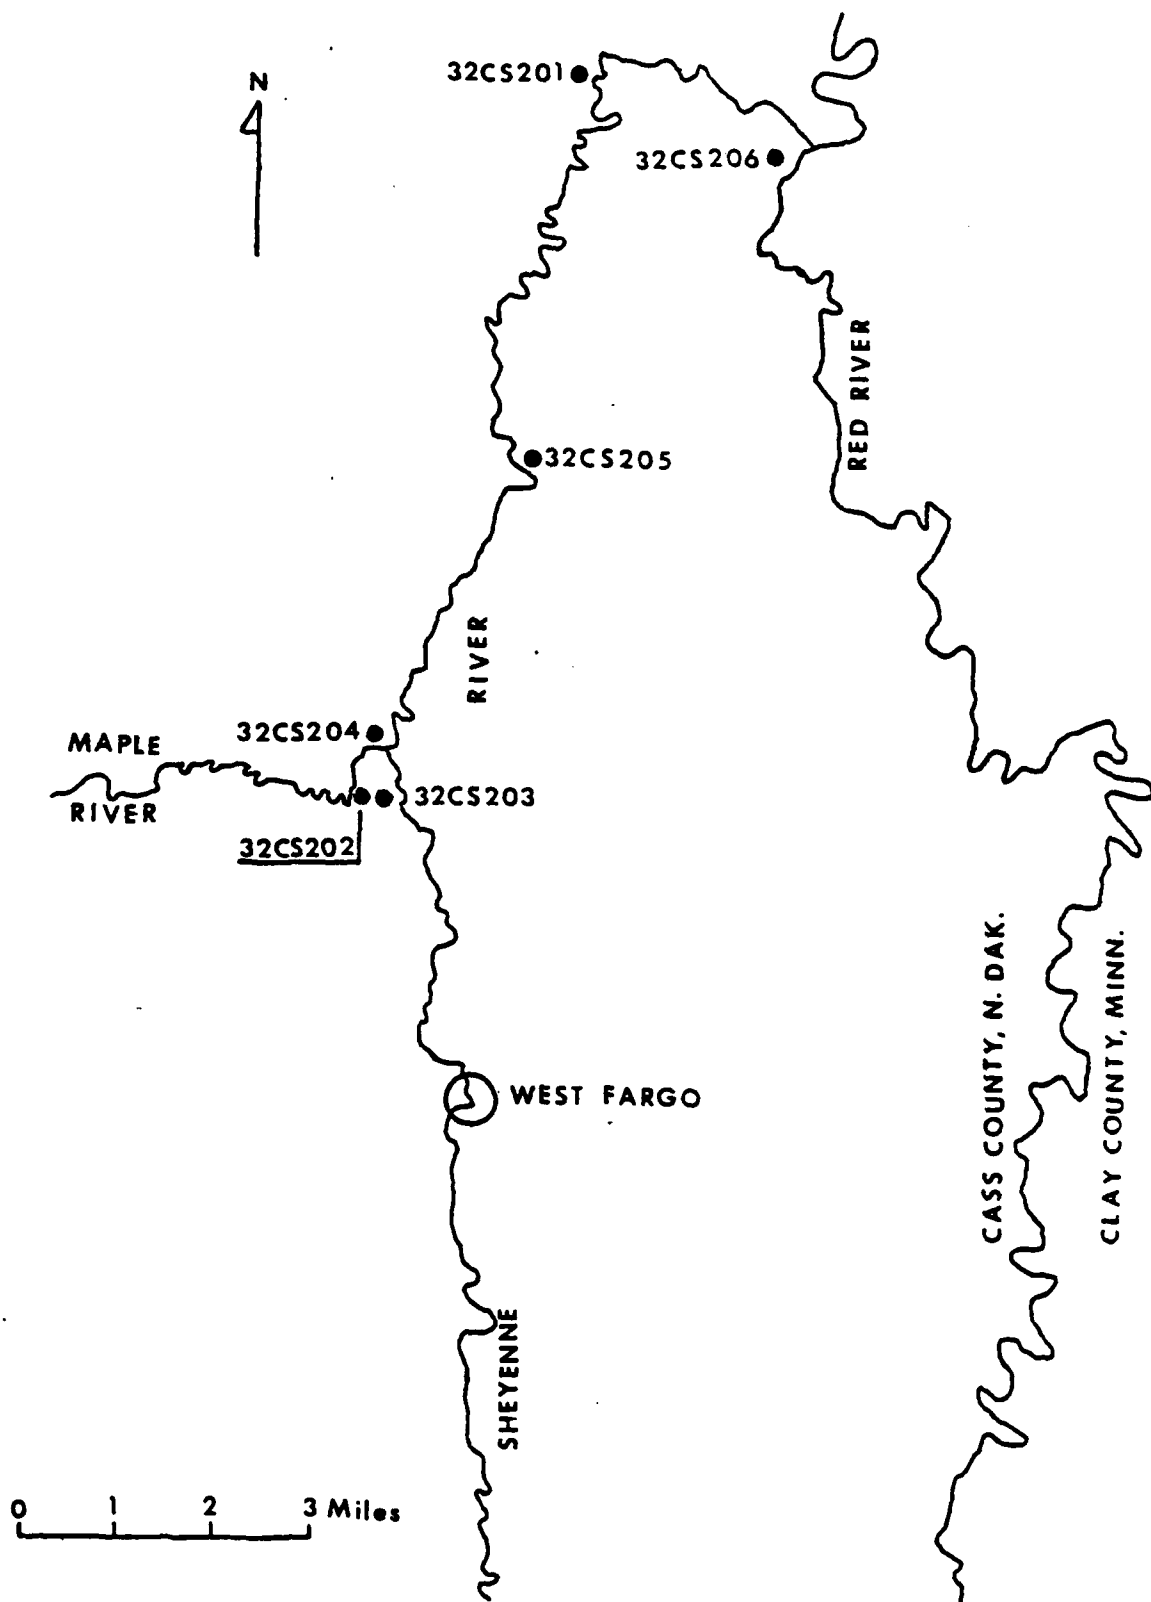 32CS201
N
32CS206
RED RIVER
32CS205
RIVER
32CS204
MAPLE
RIVER
32CS203
32CS202
CASS COUNTY, N. DAK.
CLAY COUNTY, MINN.
WEST FARGO
SHEYENNE
0 1 2 3 Miles